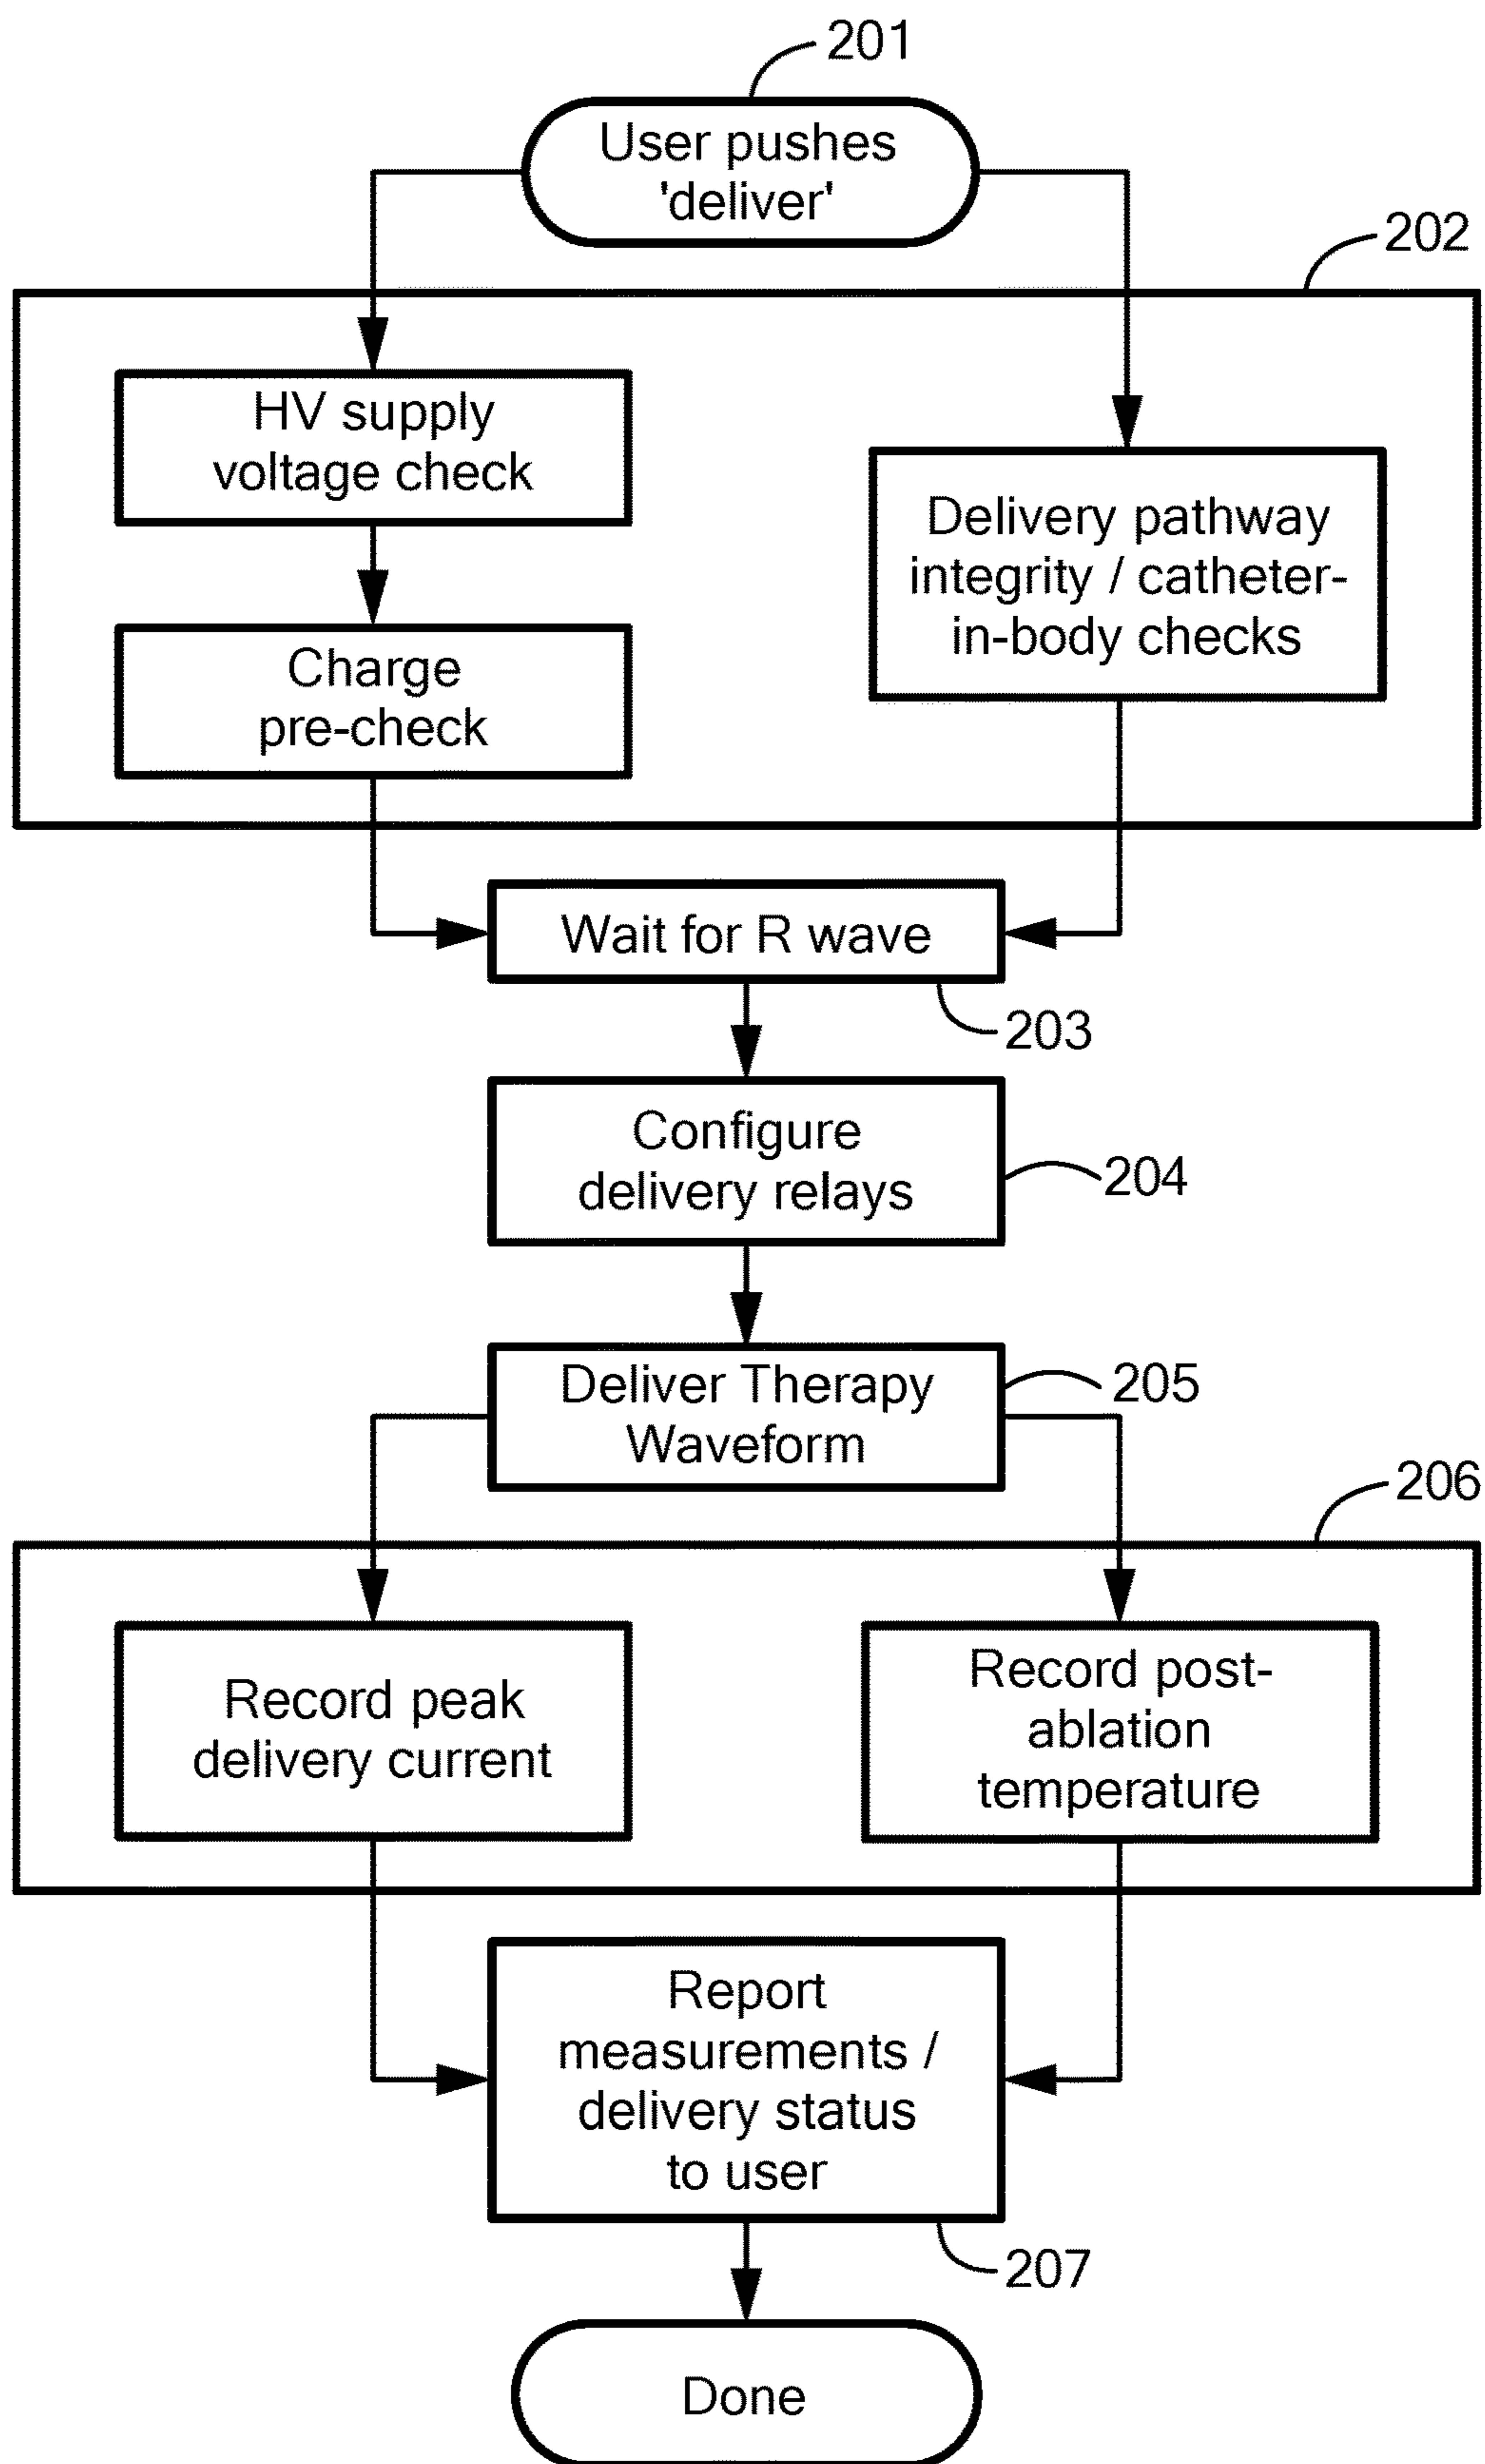 201
User pushes
'deliver'
202
HV supply
voltage check
Delivery pathway
integrity / catheter-
in-body checks
Charge
pre-check
Wait for R wave
203
Configure
delivery relays
204
Deliver Therapy
Waveform
205
206
Record peak
delivery current
Record post-
ablation
temperature
Report
measurements /
delivery status
to user
207
Done